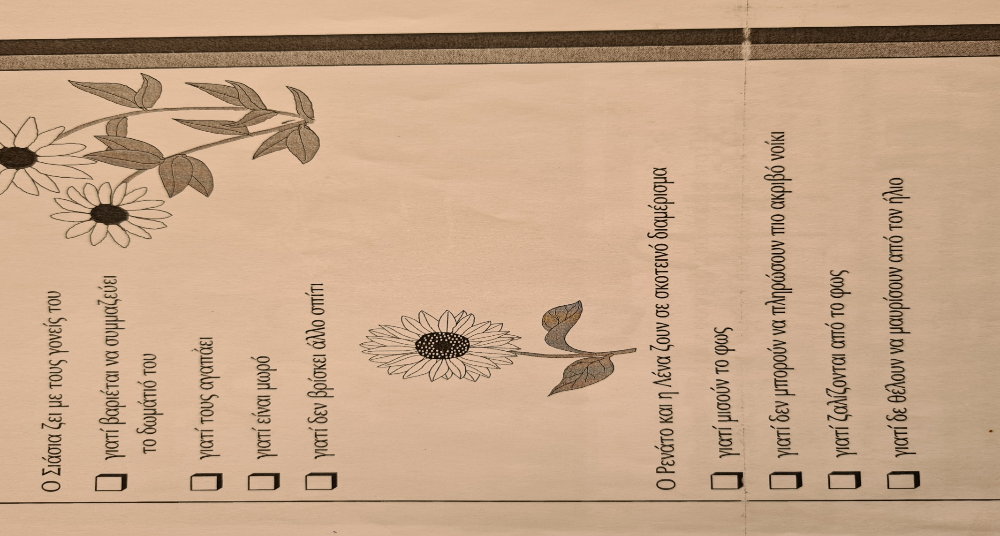 Ο Σιάσια ζει με τους γονείς του
γιατί βαριέται να συμμαζεύει
το δωμάτιό του
γιατί τους αγαπάει
γιατί είναι μωρό
γιατί δεν βρίσκει άλλο σπίτι
Ο Ρενάτο και η Λένα ζουν σε σκοτεινό διαμέρισμα
γιατί μισούν το φως
γιατί δεν μπορούν να πληρώσουν πιο ακριβό νοίκι
γιατί ζαλίζονται από το φως
γιατί δε θέλουν να μαυρίσουν από τον ήλιο